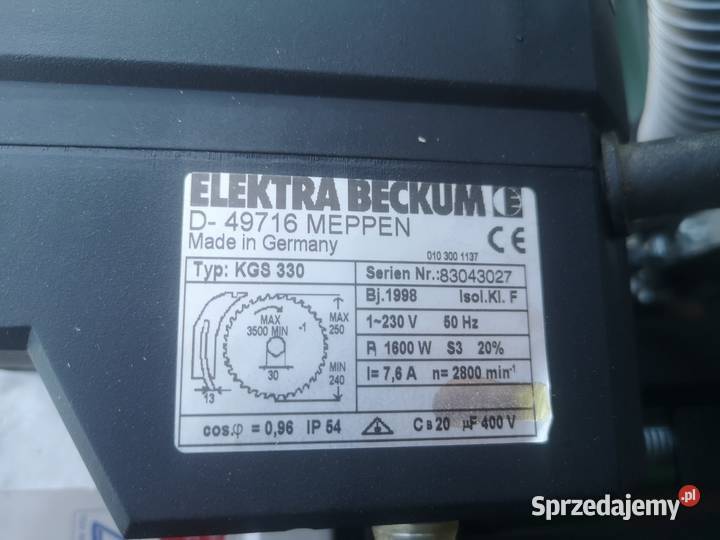 ELEKTRA BECKUM E
D- 49716 MEPPEN
Made in Germany
010 300 1137
CE
Typ: KGS 330
Serien Nr.:83043027
Bj.1998 Isol.Kl. F
1~230 V 50 Hz
P₁ 1600 W S3 20%
I= 7,6 A n= 2800 min⁻¹
MAX
3500 MIN⁻¹
MAX
250
MIN
240
30
13
cos.φ = 0,96 IP 54
C B 20 µF 400 V
Sprzedajemy.pl